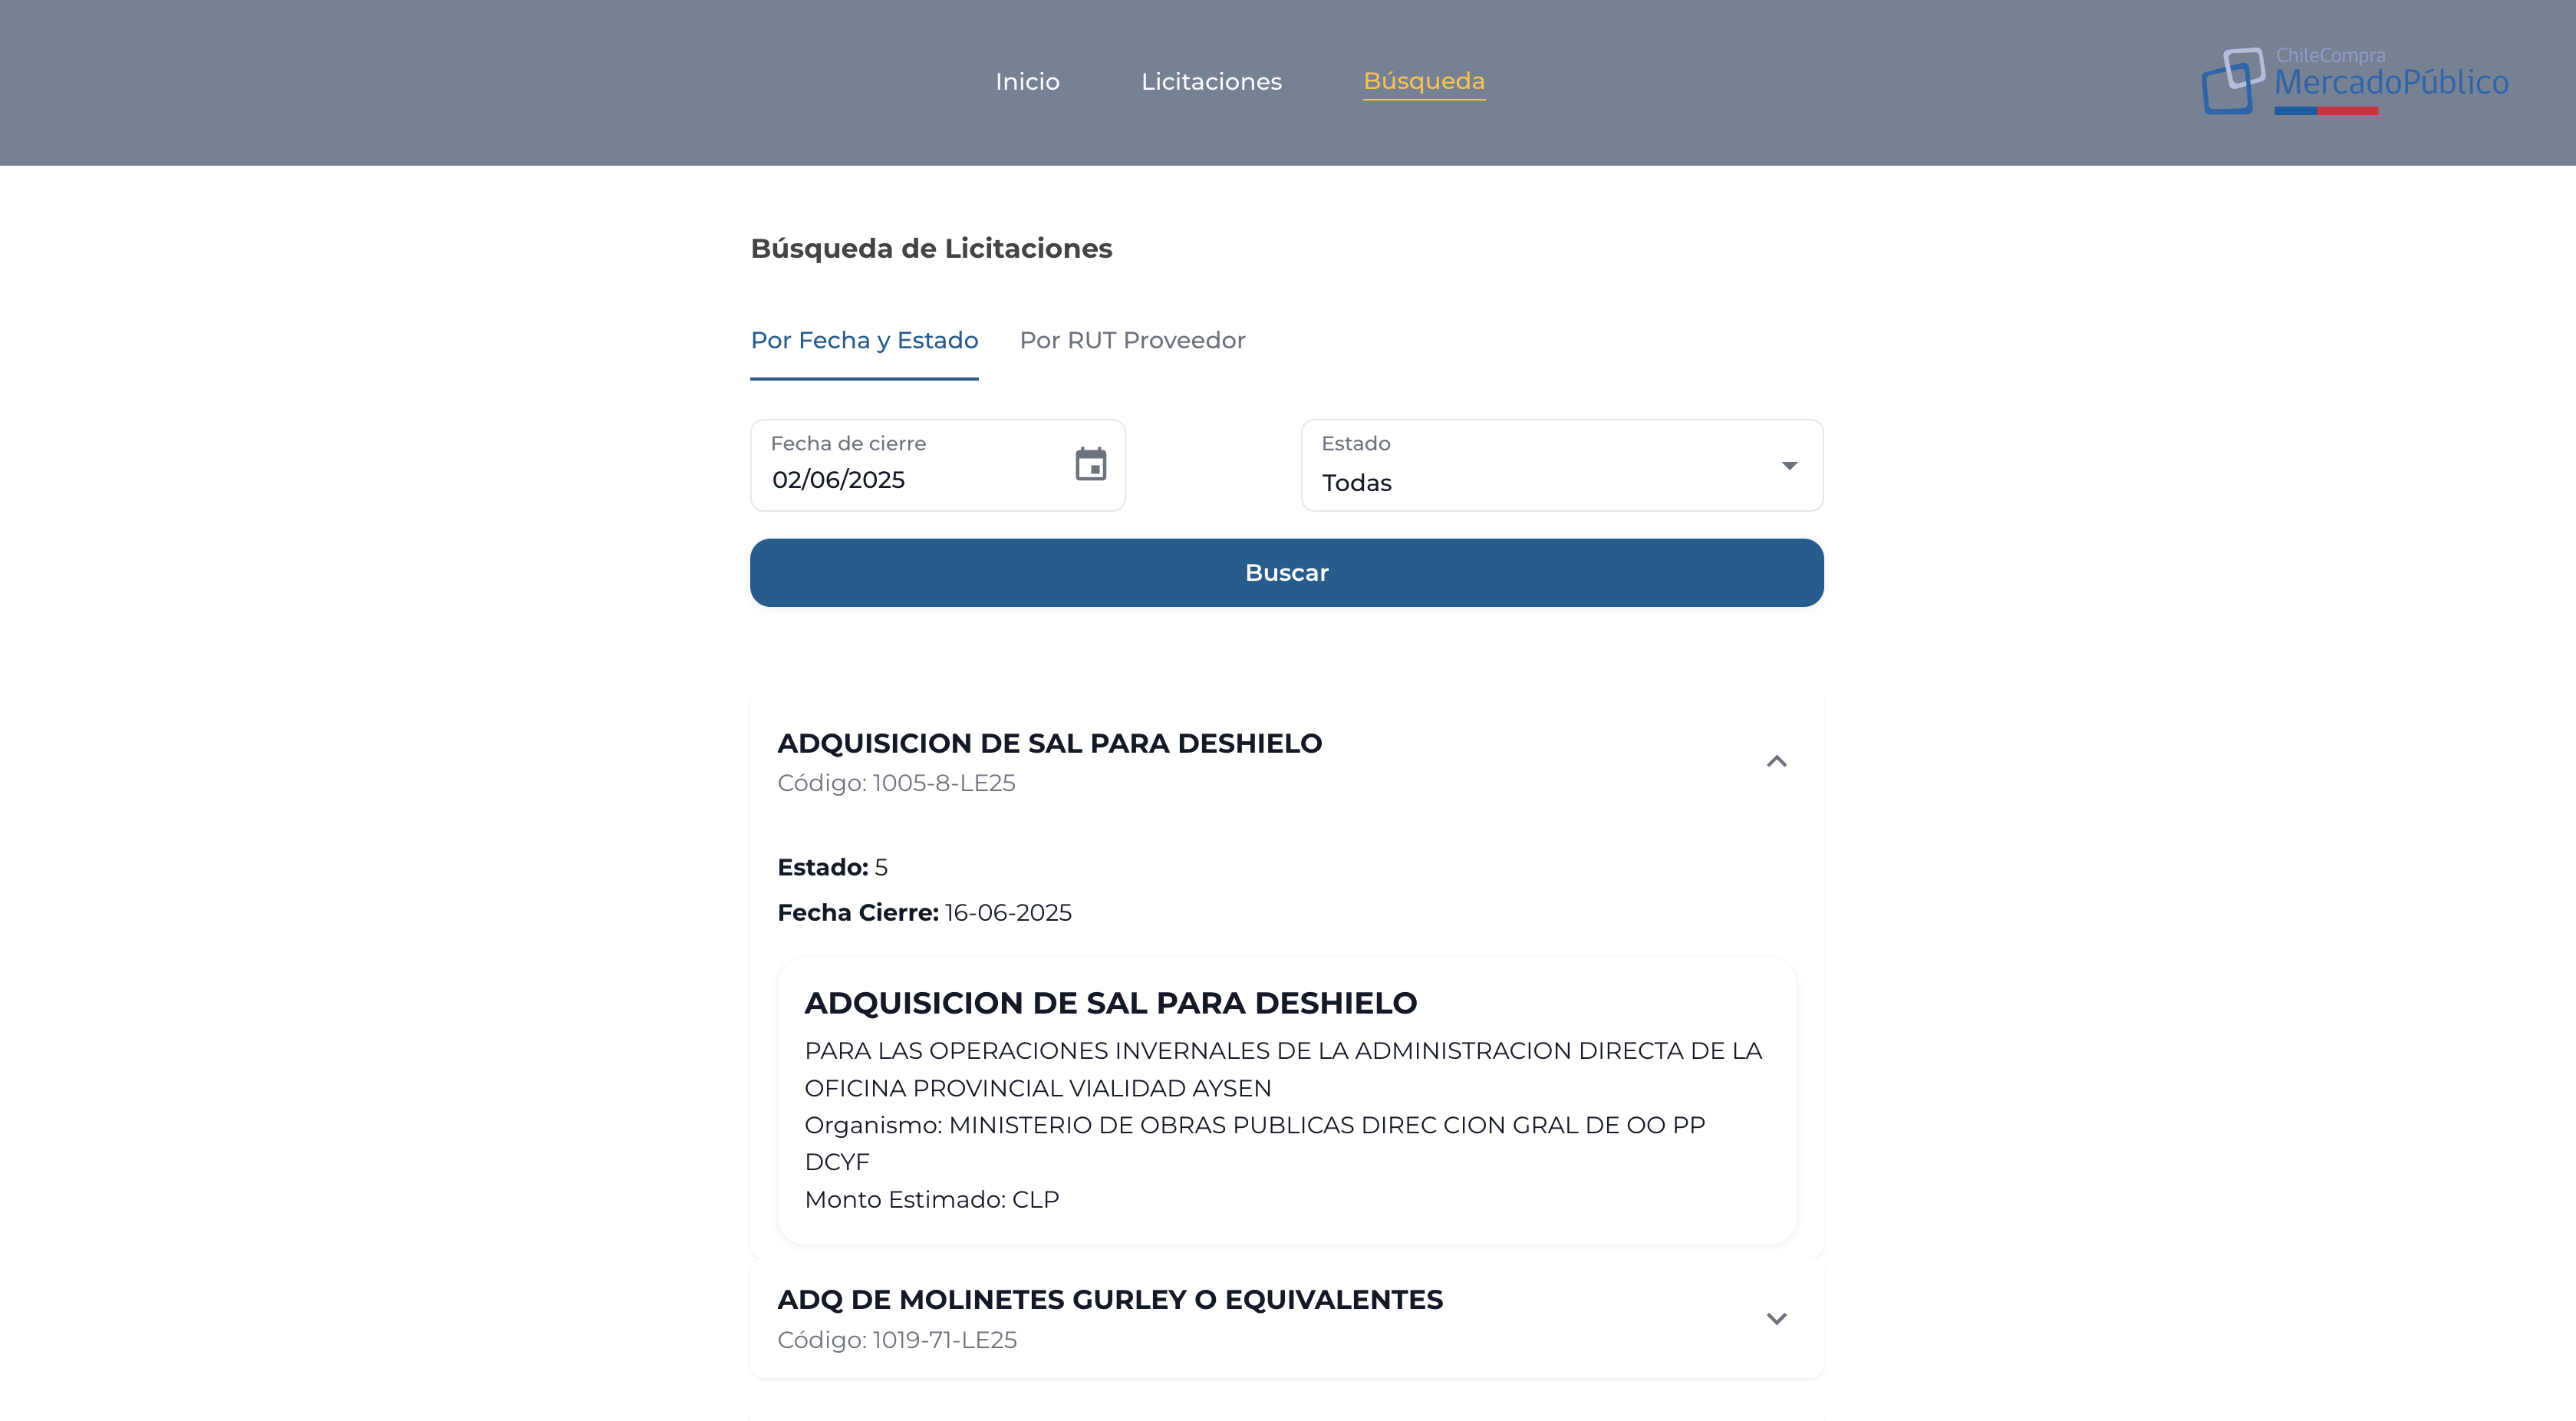 Inicio
Licitaciones
Búsqueda
ChileCompra
MercadoPúblico
Búsqueda de Licitaciones
Por Fecha y Estado
Por RUT Proveedor
Fecha de cierre
02/06/2025
Estado
Todas
Buscar
ADQUISICION DE SAL PARA DESHIELO
Código: 1005-8-LE25
Estado: 5
Fecha Cierre: 16-06-2025
ADQUISICION DE SAL PARA DESHIELO
PARA LAS OPERACIONES INVERNALES DE LA ADMINISTRACION DIRECTA DE LA
OFICINA PROVINCIAL VIALIDAD AYSEN
Organismo: MINISTERIO DE OBRAS PUBLICAS DIREC CION GRAL DE OO PP
DCYF
Monto Estimado: CLP
ADQ DE MOLINETES GURLEY O EQUIVALENTES
Código: 1019-71-LE25